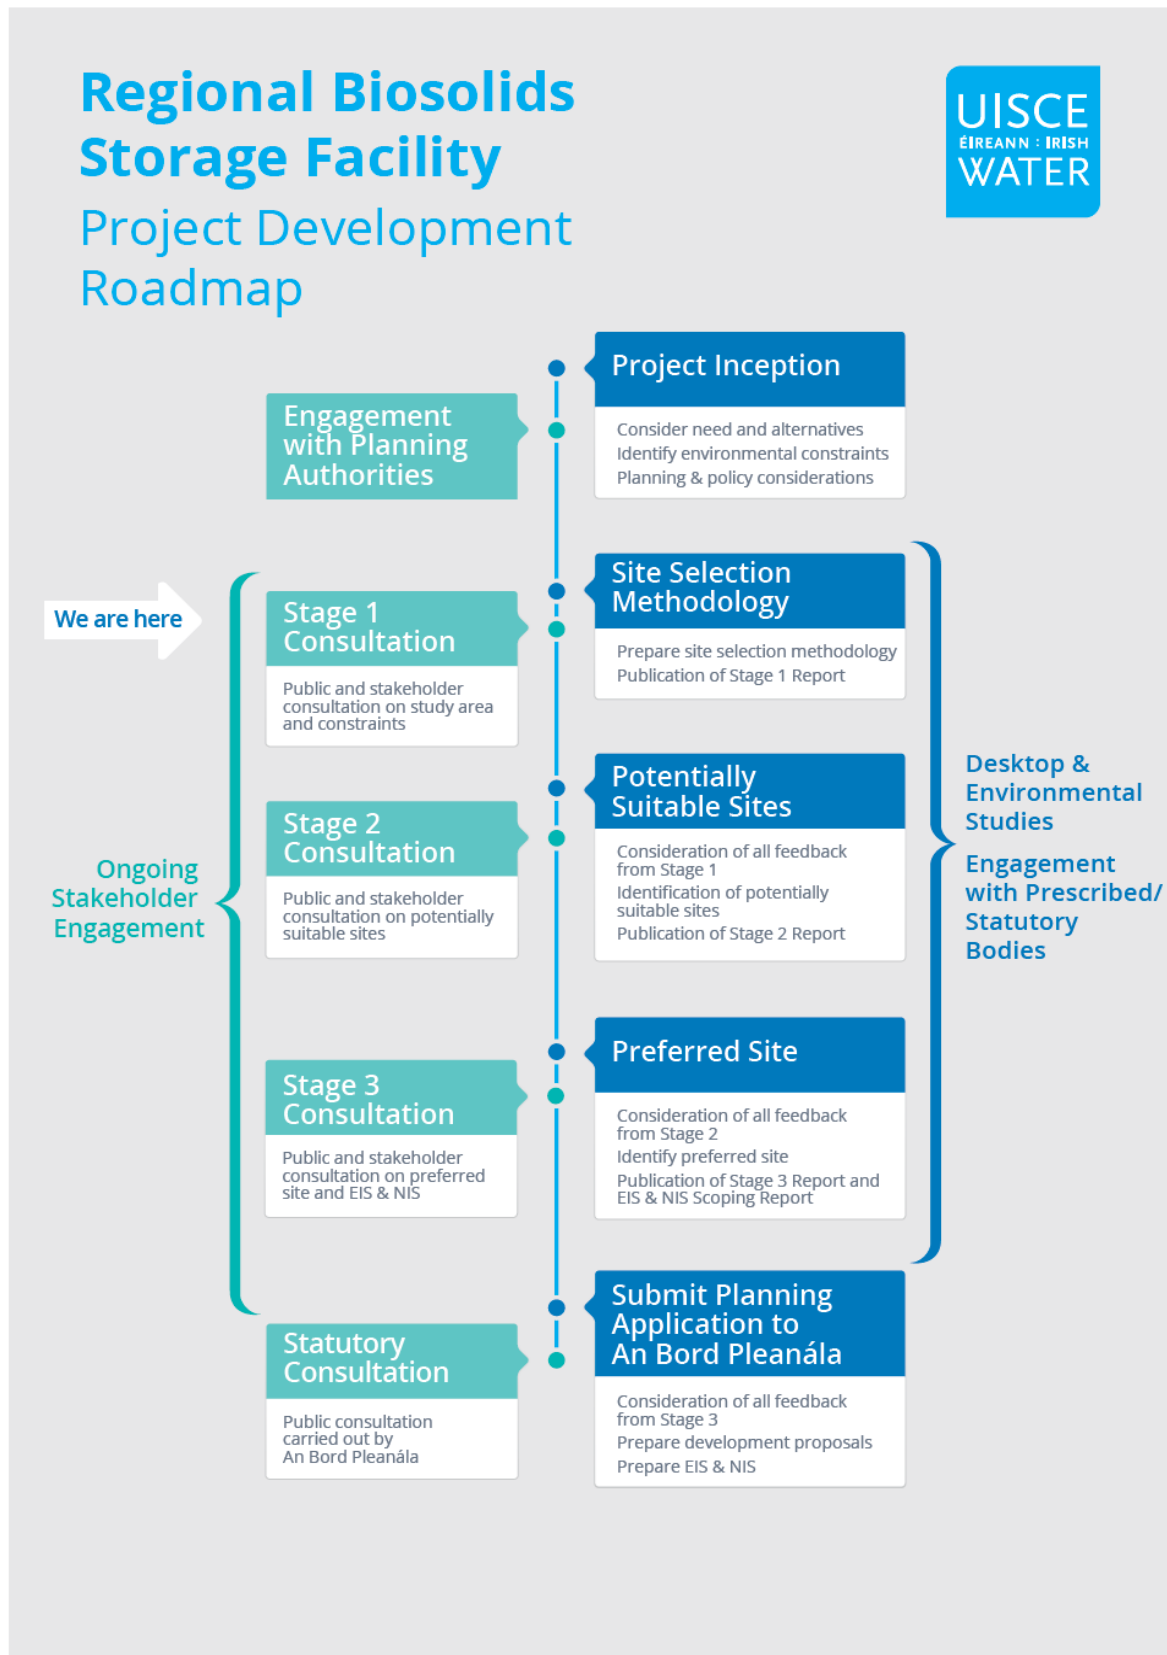 Regional Biosolids
Storage Facility
Project Development
Roadmap
UISCE
ÉIREANN : IRISH
WATER
Project Inception
Consider need and alternatives
Identify environmental constraints
Planning & policy considerations
Engagement
with Planning
Authorities
Site Selection
Methodology
Prepare site selection methodology
Publication of Stage 1 Report
We are here
Stage 1
Consultation
Public and stakeholder
consultation on study area
and constraints
Potentially
Suitable Sites
Consideration of all feedback
from Stage 1
Identification of potentially
suitable sites
Publication of Stage 2 Report
Stage 2
Consultation
Public and stakeholder
consultation on potentially
suitable sites
Ongoing
Stakeholder
Engagement
Desktop &
Environmental
Studies
Engagement
with Prescribed/
Statutory
Bodies
Preferred Site
Consideration of all feedback
from Stage 2
Identify preferred site
Publication of Stage 3 Report and
EIS & NIS Scoping Report
Stage 3
Consultation
Public and stakeholder
consultation on preferred
site and EIS & NIS
Submit Planning
Application to
An Bord Pleanála
Consideration of all feedback
from Stage 3
Prepare development proposals
Prepare EIS & NIS
Statutory
Consultation
Public consultation
carried out by
An Bord Pleanála